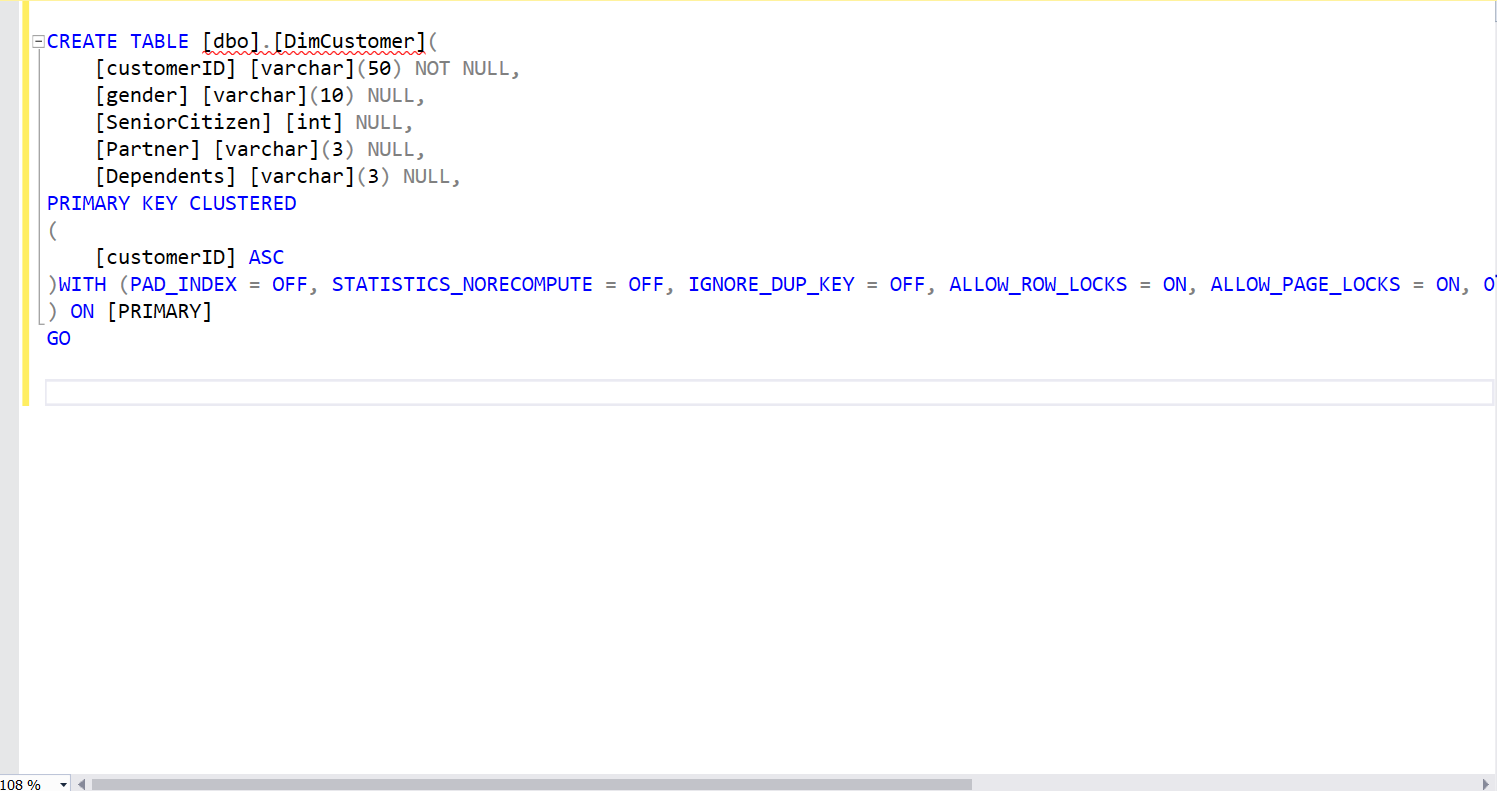 CREATE TABLE [dbo].[DimCustomer](
    [customerID] [varchar](50) NOT NULL,
    [gender] [varchar](10) NULL,
    [SeniorCitizen] [int] NULL,
    [Partner] [varchar](3) NULL,
    [Dependents] [varchar](3) NULL,
PRIMARY KEY CLUSTERED
(
    [customerID] ASC
)WITH (PAD_INDEX = OFF, STATISTICS_NORECOMPUTE = OFF, IGNORE_DUP_KEY = OFF, ALLOW_ROW_LOCKS = ON, ALLOW_PAGE_LOCKS = ON,
) ON [PRIMARY]
GO
108 %